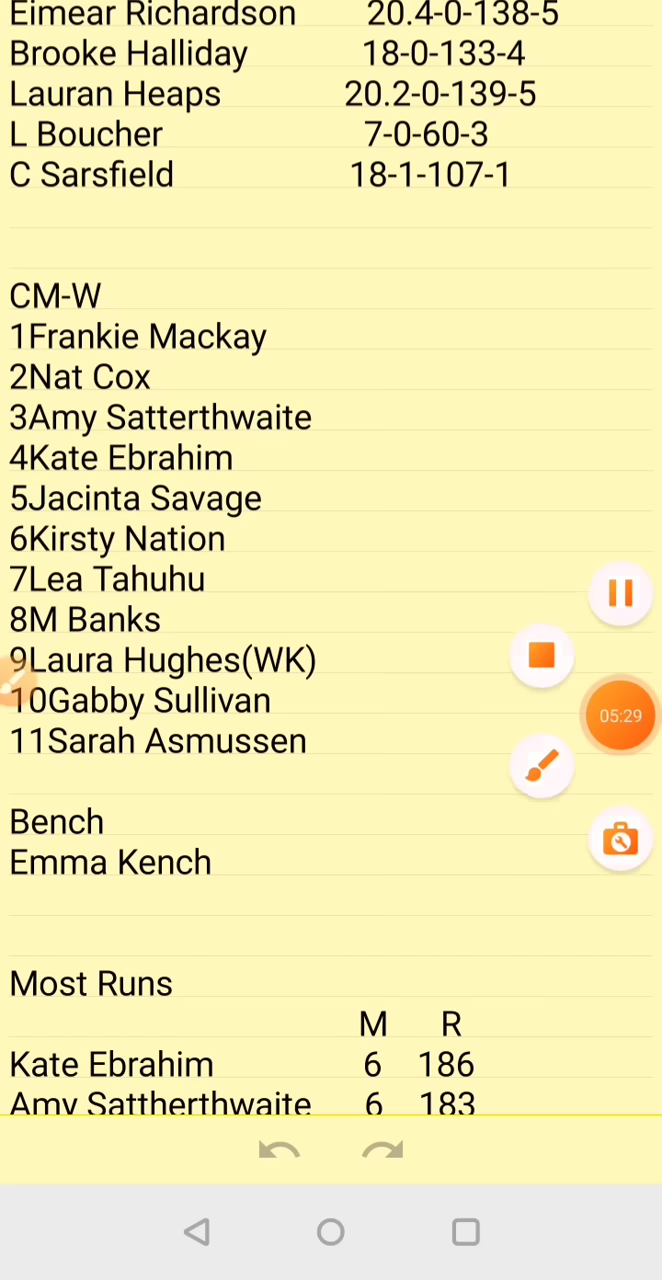 Eimear Richardson 20.4-0-138-5
Brooke Halliday 18-0-133-4
Lauran Heaps 20.2-0-139-5
L Boucher 7-0-60-3
C Sarsfield 18-1-107-1
CM-W
1Frankie Mackay
2Nat Cox
3Amy Satterthwaite
4Kate Ebrahim
5Jacinta Savage
6Kirsty Nation
7Lea Tahuhu
8M Banks
9Laura Hughes(WK)
10Gabby Sullivan
11Sarah Asmussen
05:29
Bench
Emma Kench
Most Runs
M R
Kate Ebrahim 6 186
Amy Sattherthwaite 6 183